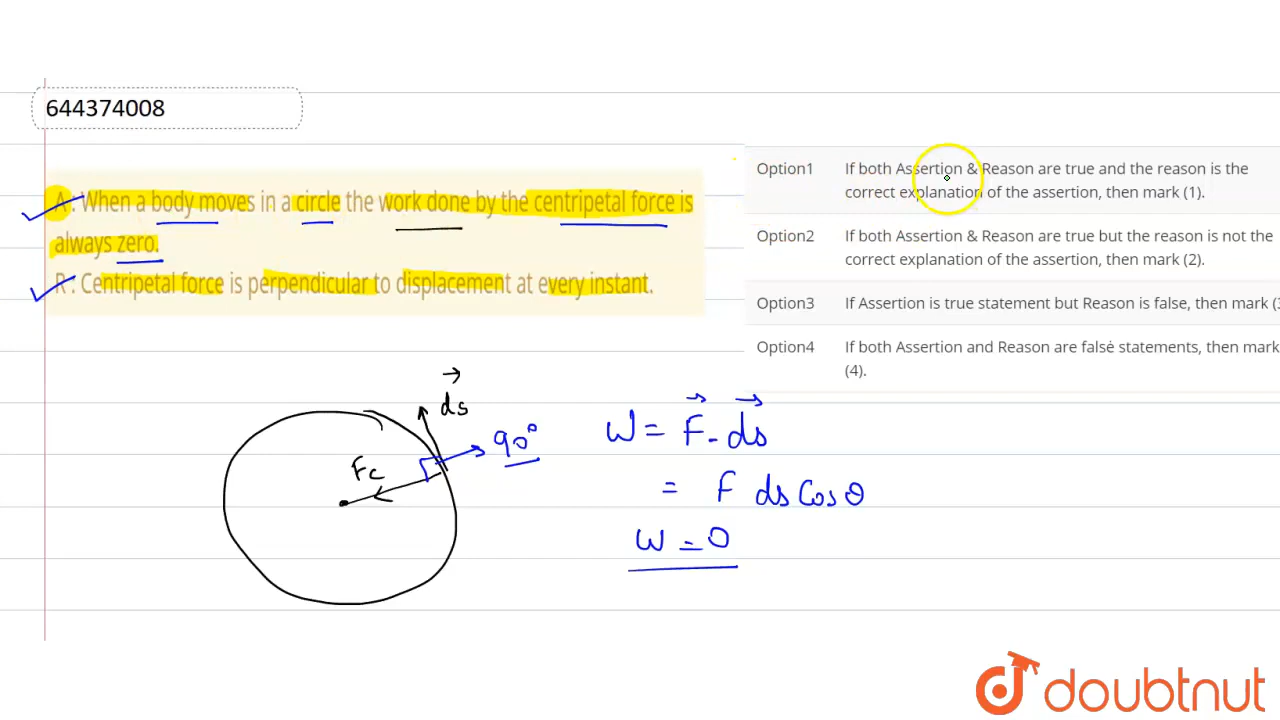 644374008
A : When a body moves in a circle the work done by the centripetal force is
always zero.
R : Centripetal force is perpendicular to displacement at every instant.
Option1 If both Assertion & Reason are true and the reason is the
correct explanation of the assertion, then mark (1).
Option2 If both Assertion & Reason are true but the reason is not the
correct explanation of the assertion, then mark (2).
Option3 If Assertion is true statement but Reason is false, then mark (3
Option4 If both Assertion and Reason are false statements, then mark
(4).
ds
90°
Fc
W = F . ds
= F ds Cos θ
W = 0
doubtnut